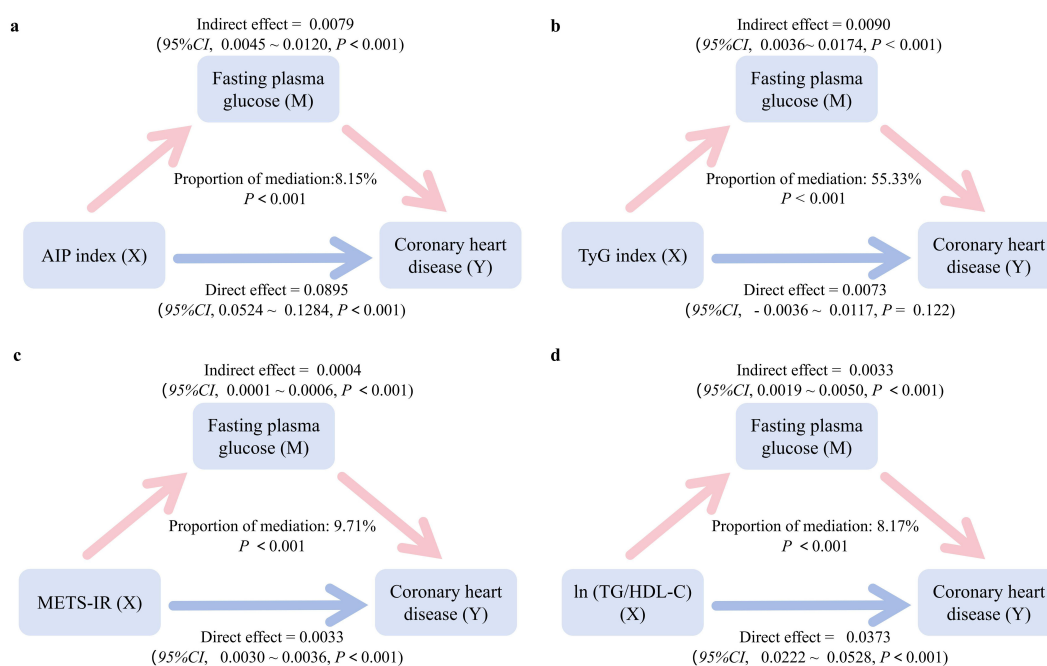 a
Indirect effect = 0.0079
(95%CI, 0.0045 ~ 0.0120, P < 0.001)
Fasting plasma
glucose (M)
Proportion of mediation:8.15%
P < 0.001
AIP index (X)
Coronary heart
disease (Y)
Direct effect = 0.0895
(95%CI, 0.0524 ~ 0.1284, P < 0.001)
b
Indirect effect = 0.0090
(95%CI, 0.0036~ 0.0174, P < 0.001)
Fasting plasma
glucose (M)
Proportion of mediation: 55.33%
P < 0.001
TyG index (X)
Coronary heart
disease (Y)
Direct effect = 0.0073
(95%CI, - 0.0036 ~ 0.0117, P = 0.122)
c
Indirect effect = 0.0004
(95%CI, 0.0001 ~ 0.0006, P < 0.001)
Fasting plasma
glucose (M)
Proportion of mediation: 9.71%
P < 0.001
METS-IR (X)
Coronary heart
disease (Y)
Direct effect = 0.0033
(95%CI, 0.0030 ~ 0.0036, P < 0.001)
d
Indirect effect = 0.0033
(95%CI, 0.0019 ~ 0.0050, P < 0.001)
Fasting plasma
glucose (M)
Proportion of mediation: 8.17%
P < 0.001
ln (TG/HDL-C)
(X)
Coronary heart
disease (Y)
Direct effect = 0.0373
(95%CI, 0.0222 ~ 0.0528, P < 0.001)